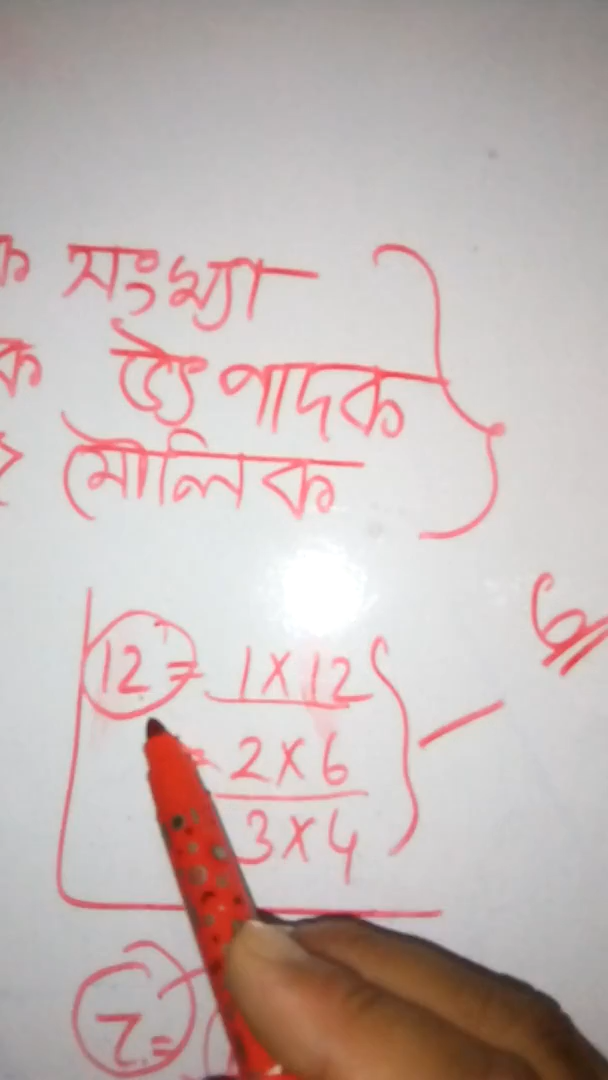 ক সংখ্যা
ক উৎপাদক
মৌলিক
12 = 1 × 12
= 2 × 6
3 × 4
7 =